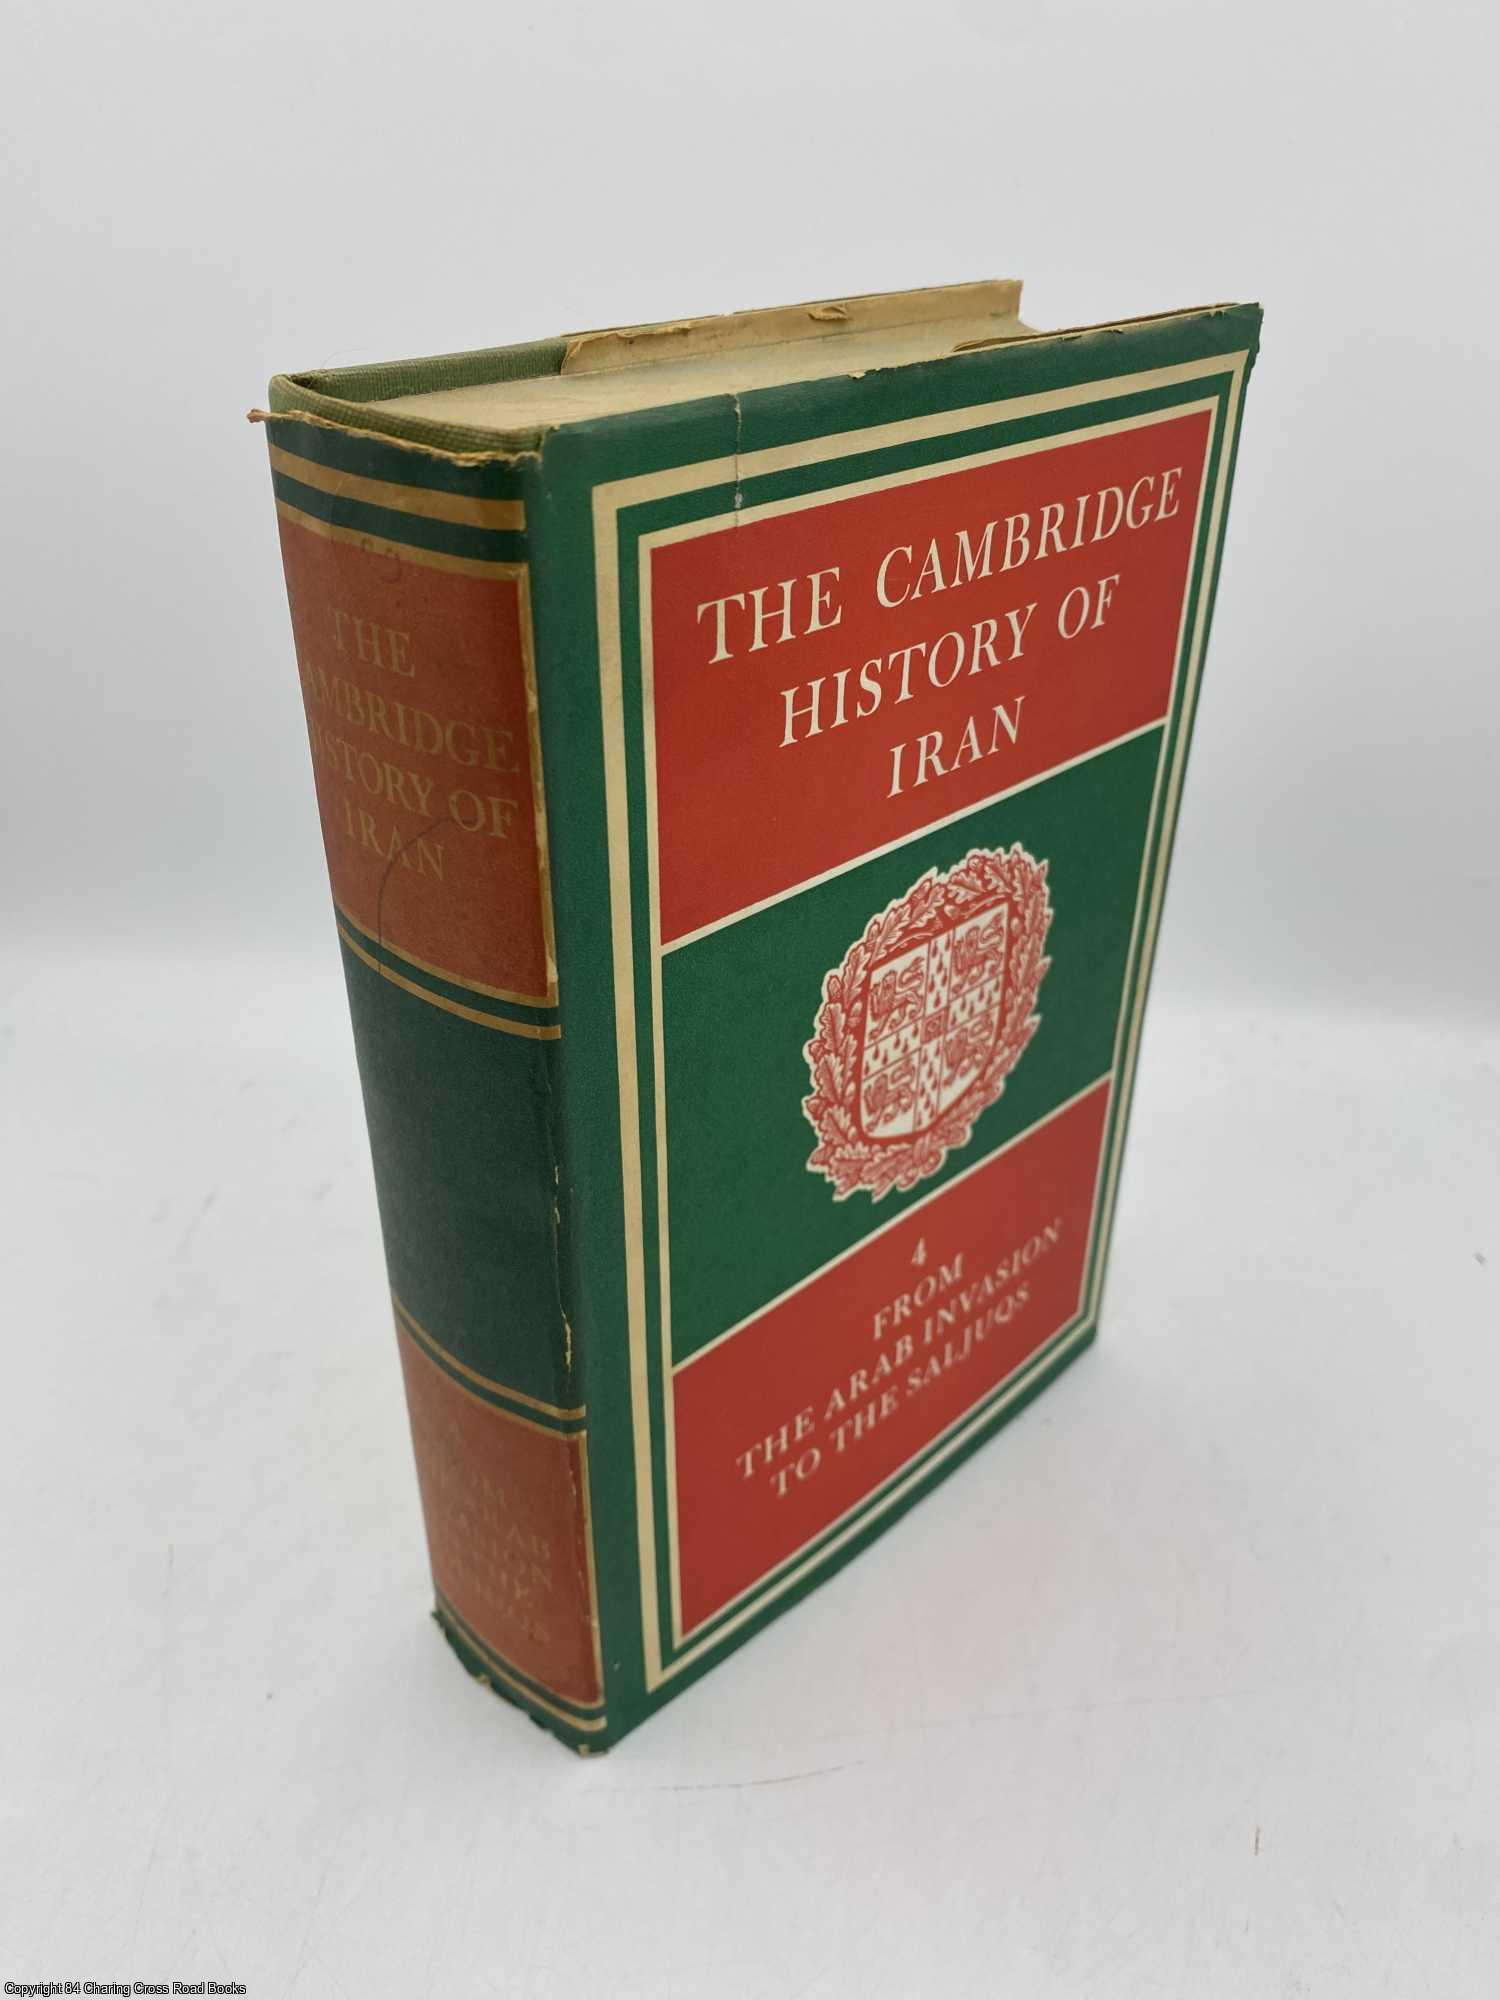 THE CAMBRIDGE
HISTORY OF
IRAN
4
FROM
THE ARAB INVASION
TO THE SALJUQS
THE
CAMBRIDGE
HISTORY OF
IRAN
Copyright 84 Charing Cross Road Books